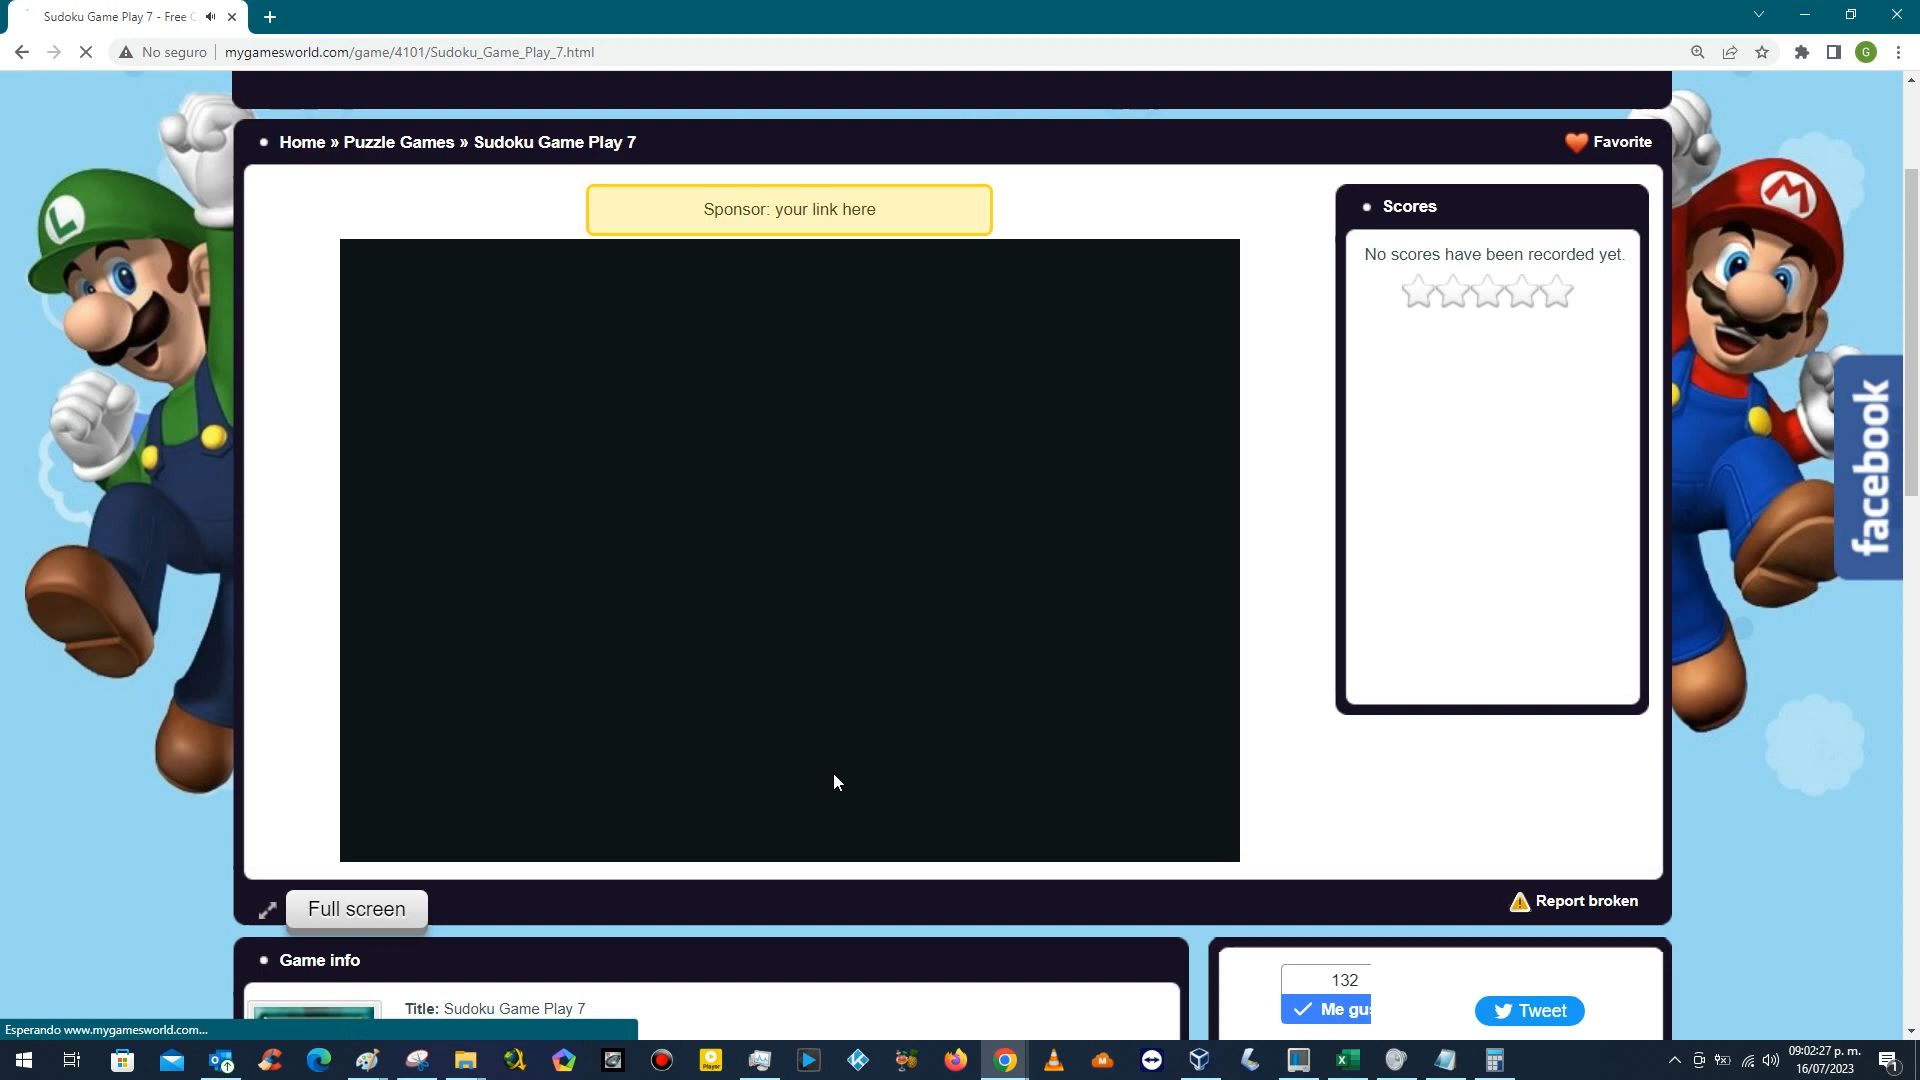 Sudoku Game Play 7 - Free
No seguro
mygamesworld.com/game/4101/Sudoku_Game_Play_7.html
G
Home » Puzzle Games » Sudoku Game Play 7
Favorite
Sponsor: your link here
Scores
No scores have been recorded yet.
L
M
facebook
Full screen
Report broken
Game info
Title: Sudoku Game Play 7
132
Me gus
Tweet
Esperando www.mygamesworld.com...
Player
09:02:27 p. m.
16/07/2023
1